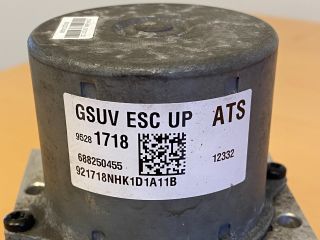 GSUV ESC UP ATS
9528 1718
688250455 12332
921718NHK1D1A11B